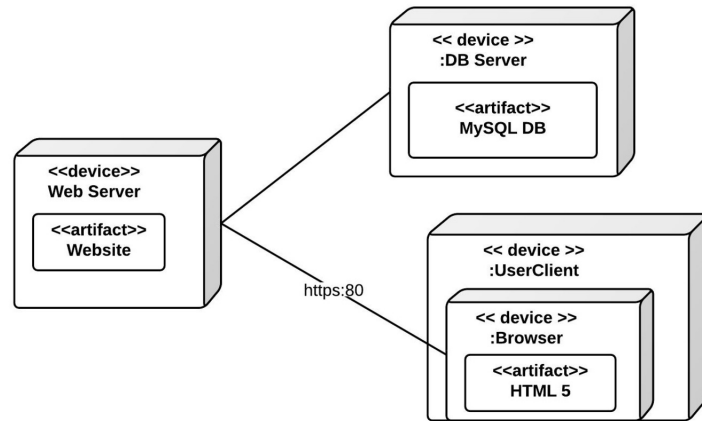 << device >>
:DB Server
<<artifact>>
MySQL DB
<<device>>
Web Server
<<artifact>>
Website
https:80
<< device >>
:UserClient
<< device >>
:Browser
<<artifact>>
HTML 5